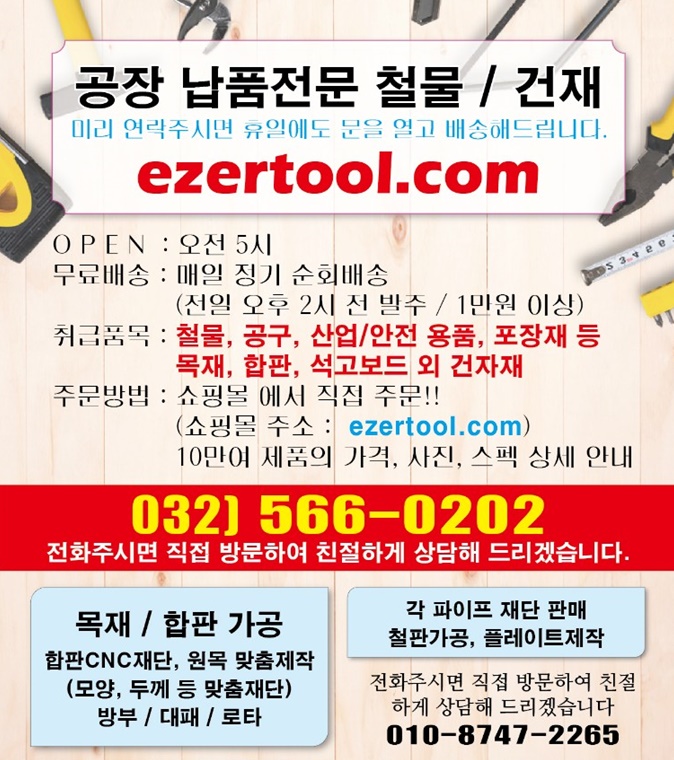 공장 납품전문 철물 / 건재
미리 연락주시면 휴일에도 문을 열고 배송해드립니다.
ezertool.com
O P E N : 오전 5시
무료배송 : 매일 정기 순회배송
(전일 오후 2시 전 발주 / 1만원 이상)
취급품목 : 철물, 공구, 산업/안전 용품, 포장재 등
목재, 합판, 석고보드 외 건자재
주문방법 : 쇼핑몰 에서 직접 주문!!
(쇼핑몰 주소 : ezertool.com)
10만여 제품의 가격, 사진, 스펙 상세 안내
032) 566-0202
전화주시면 직접 방문하여 친절하게 상담해 드리겠습니다.
목재 / 합판 가공
합판CNC재단, 원목 맞춤제작
(모양, 두께 등 맞춤재단)
방부 / 대패 / 로타
각 파이프 재단 판매
철판가공, 플레이트제작
전화주시면 직접 방문하여 친절
하게 상담해 드리겠습니다
010-8747-2265